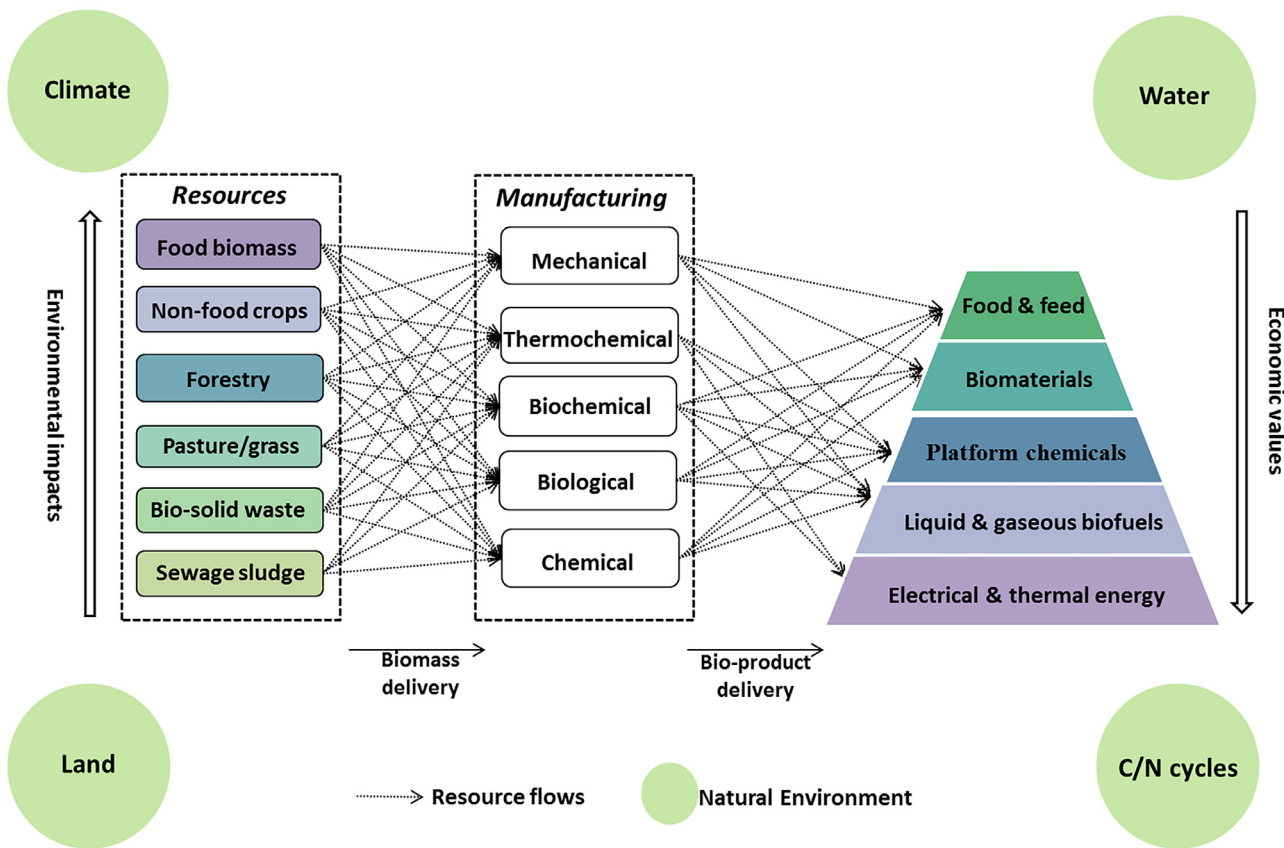 Climate
Water
Resources
Manufacturing
Food biomass
Non-food crops
Forestry
Pasture/grass
Bio-solid waste
Sewage sludge
Environmental impacts
Mechanical
Thermochemical
Biochemical
Biological
Chemical
Food & feed
Biomaterials
Platform chemicals
Liquid & gaseous biofuels
Electrical & thermal energy
Economic values
Biomass
delivery
Bio-product
delivery
Land
C/N cycles
Resource flows
Natural Environment